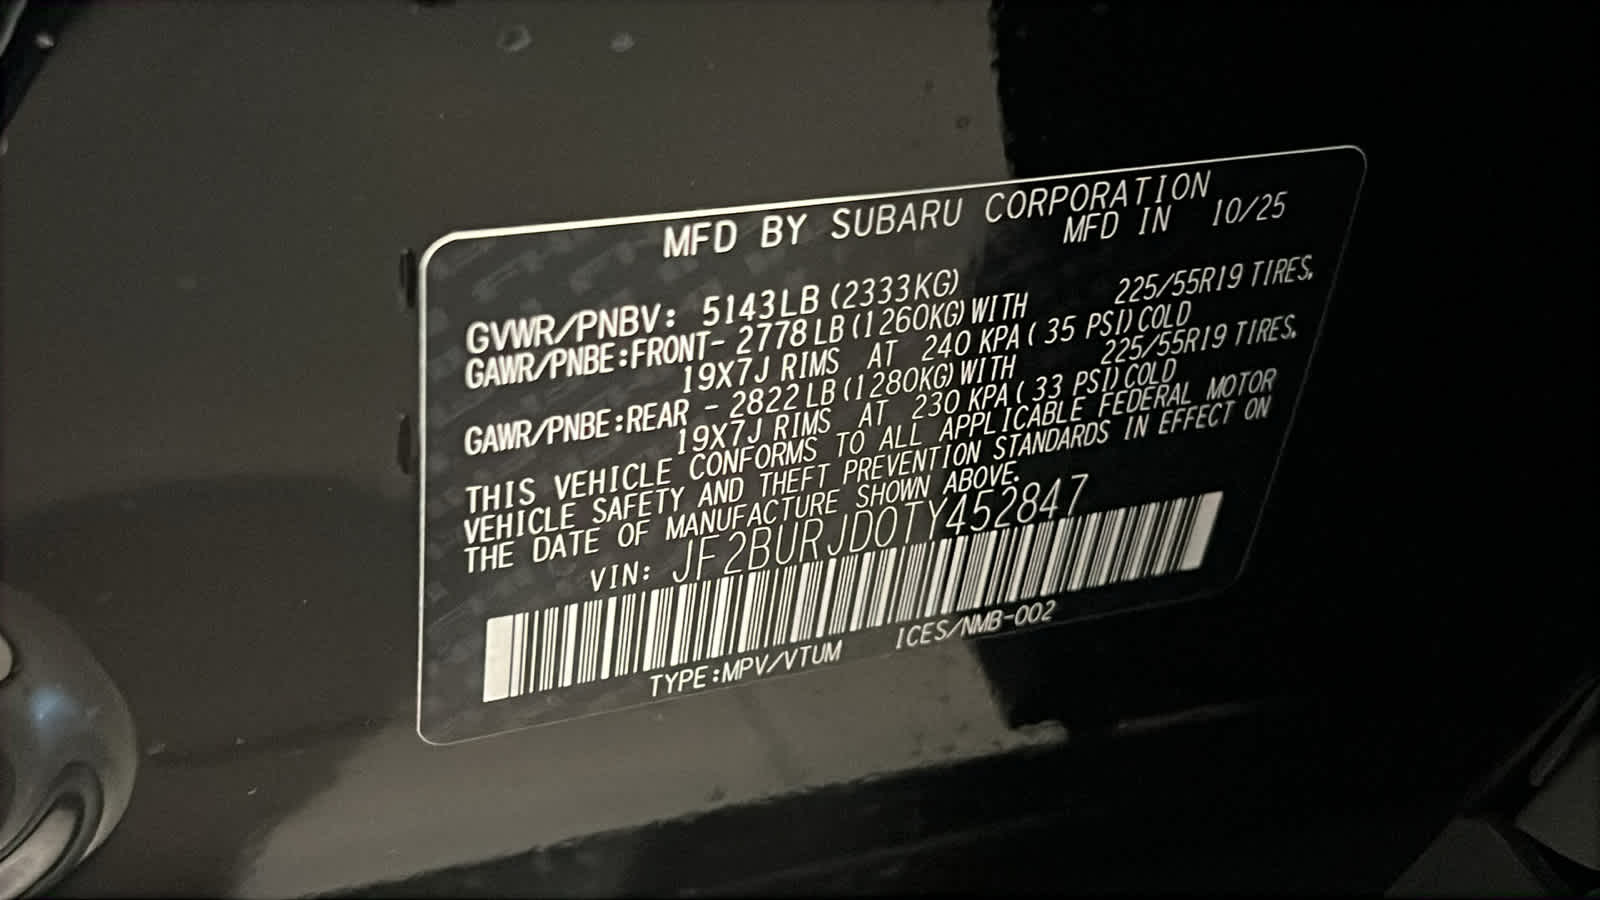 MFD BY SUBARU CORPORATION
MFD IN 10/25
GVWR/PNBV: 5143LB (2333KG)
GAWR/PNBE:FRONT- 2778LB (1260KG) WITH 225/55R19 TIRES,
19X7J RIMS AT 240 KPA ( 35 PSI) COLD
GAWR/PNBE:REAR - 2822LB (1280KG) WITH 225/55R19 TIRES,
19X7J RIMS AT 230 KPA ( 33 PSI) COLD
THIS VEHICLE CONFORMS TO ALL APPLICABLE FEDERAL MOTOR
VEHICLE SAFETY AND THEFT PREVENTION STANDARDS IN EFFECT ON
THE DATE OF MANUFACTURE SHOWN ABOVE.
VIN: JF2BURJD0TY452847
TYPE:MPV/VTUM ICES/NMB-002